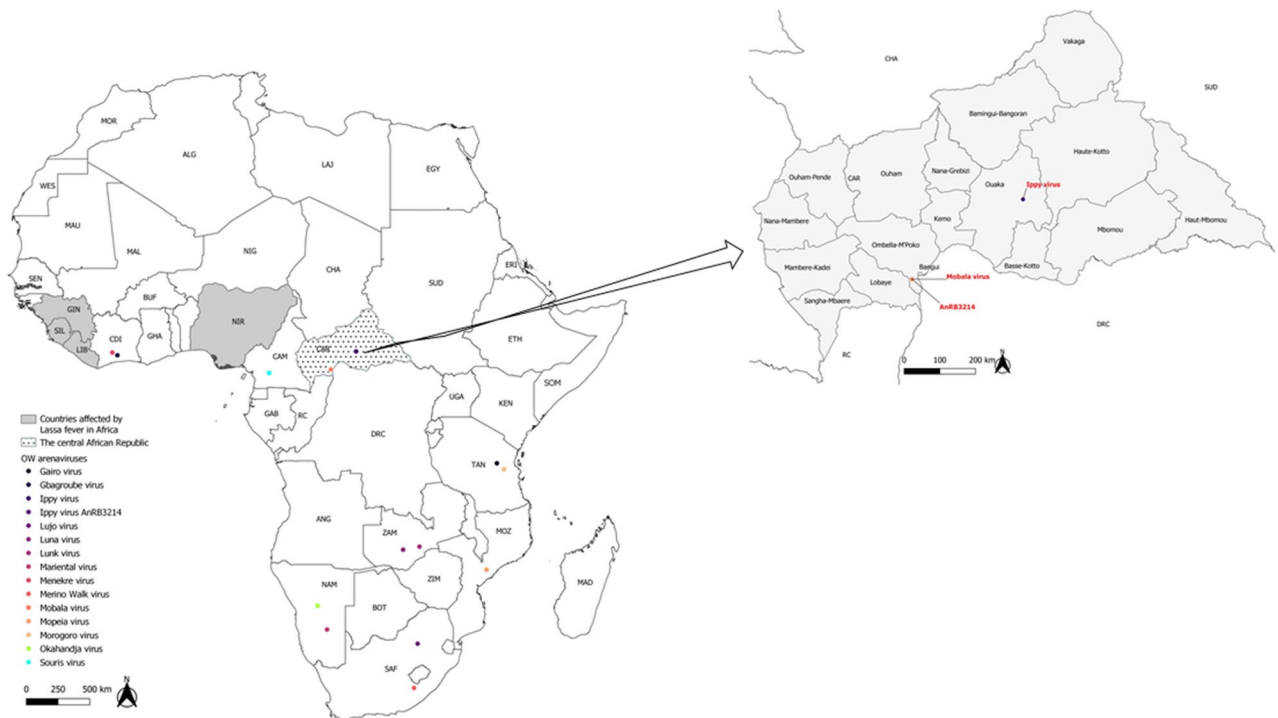 MOR
ALG
LAJ
EGY
WES
MAU
MAL
NIG
CHA
SUD
ERI
SEN
BUF
GIN
SIL
LIB
CDI
GHA
NIR
CAM
ETH
SOM
GAB
RC
DRC
UGA
KEN
TAN
ANG
ZAM
MOZ
MAD
NAM
ZIM
BOT
SAF
Countries affected by
Lassa fever in Africa
The central African Republic
OW arenaviruses
Gairo virus
Gbagroube virus
Ippy virus
Ippy virus AnRB3214
Lujo virus
Luna virus
Lunk virus
Mariental virus
Menekre virus
Merino Walk virus
Mobala virus
Mopeia virus
Morogoro virus
Okahandja virus
Souris virus
0 250 500 km
N
CHA
Vakaga
SUD
Bamingui-Bangoran
Haute-Kotto
Ouham-Pende
CAR
Ouham
Nana-Grebizi
Ouaka
Ippy virus
Nana-Mambere
Kemo
Mbomou
Haut-Mbomou
Ombella-M'Poko
Mambere-Kadei
Bangui
Basse-Kotto
Lobaye
Mobala virus
Sangha-Mbaere
AnRB3214
DRC
RC
0 100 200 km
N